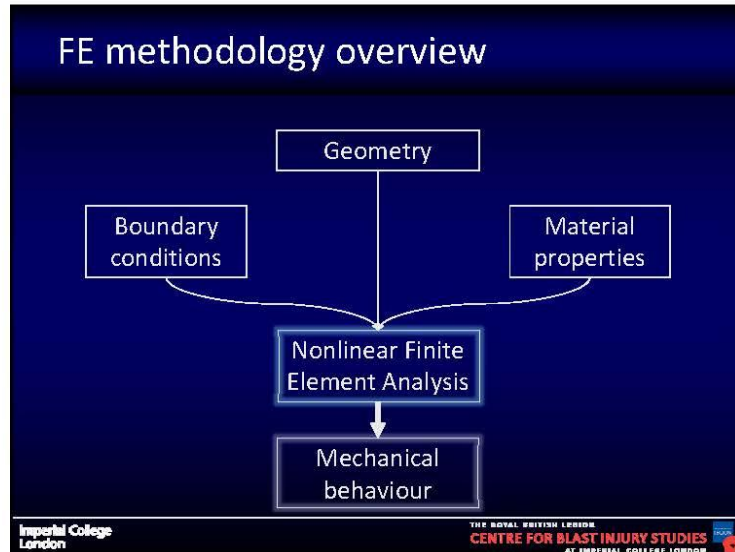 FE methodology overview
Geometry
Boundary
conditions
Material
properties
Nonlinear Finite
Element Analysis
Mechanical
behaviour
Imperial College
London
THE ROYAL BRITISH LEGION
CENTRE FOR BLAST INJURY STUDIES
AT IMPERIAL COLLEGE LONDON